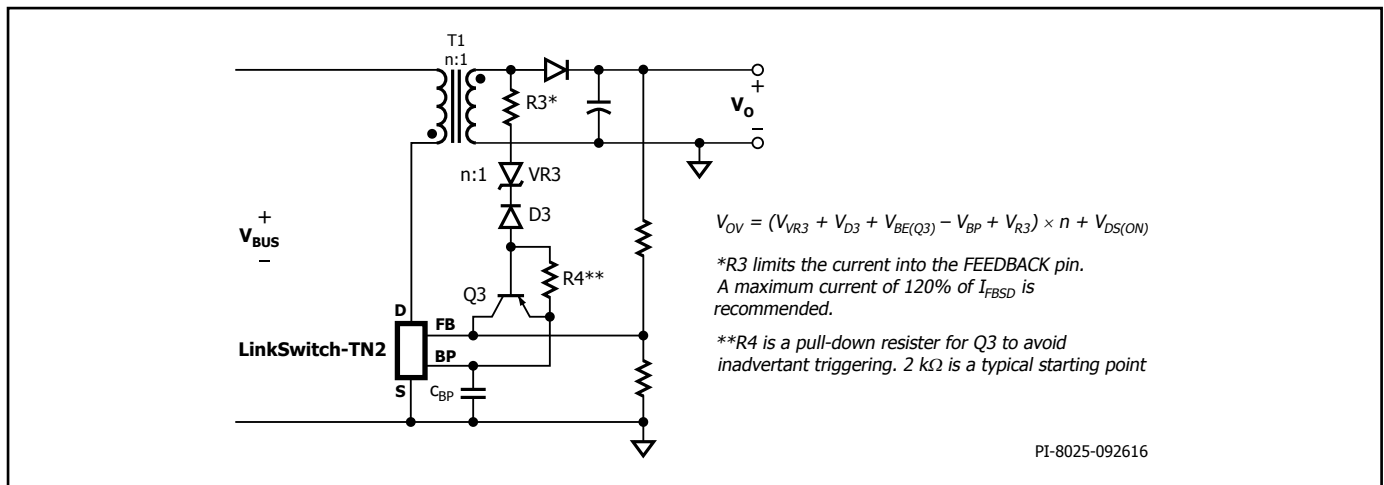 T1
n:1
R3*
+
V_O
−
n:1
VR3
D3
+
V_BUS
−
R4**
Q3
D
FB
LinkSwitch-TN2
BP
S
C_BP
V_OV = (V_VR3 + V_D3 + V_BE(Q3) − V_BP + V_R3) × n + V_DS(ON)
*R3 limits the current into the FEEDBACK pin.
A maximum current of 120% of I_FBSD is
recommended.
**R4 is a pull-down resister for Q3 to avoid
inadvertant triggering. 2 kΩ is a typical starting point
PI-8025-092616